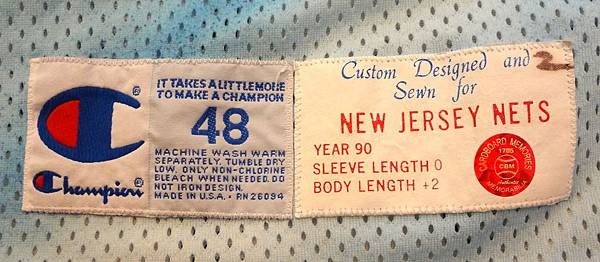 IT TAKES A LITTLE MORE
TO MAKE A CHAMPION
®
48
MACHINE WASH WARM
SEPARATELY. TUMBLE DRY
LOW. ONLY NON-CHLORINE
BLEACH WHEN NEEDED. DO
NOT IRON DESIGN.
MADE IN U.S.A. • RN 26094
Champion®
Custom Designed and
Sewn for
NEW JERSEY NETS
YEAR 90
SLEEVE LENGTH 0
BODY LENGTH +2
CARDBOARD MEMORIES
1785
CBM
Authentic
MEMORABILIA